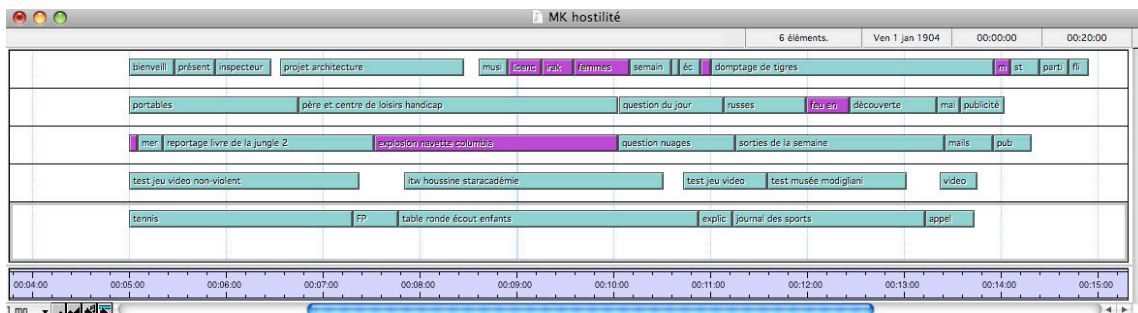 MK hostilité
6 éléments. Ven 1 jan 1904 00:00:00 00:20:00
bienveill présent inspecteur projet architecture musi licenc irak femmes semain éc domptage de tigres m st parti fli
portables père et centre de loisirs handicap question du jour russes feu en découverte mai publicité
mer reportage livre de la jungle 2 explosion navette columbia question nuages sorties de la semaine mails pub
test jeu video non-violent itw houssine staracadémie test jeu video test musée modigliani video
tennis FP table ronde écout enfants explic journal des sports appel
00:04:00 00:05:00 00:06:00 00:07:00 00:08:00 00:09:00 00:10:00 00:11:00 00:12:00 00:13:00 00:14:00 00:15:00
1 mn